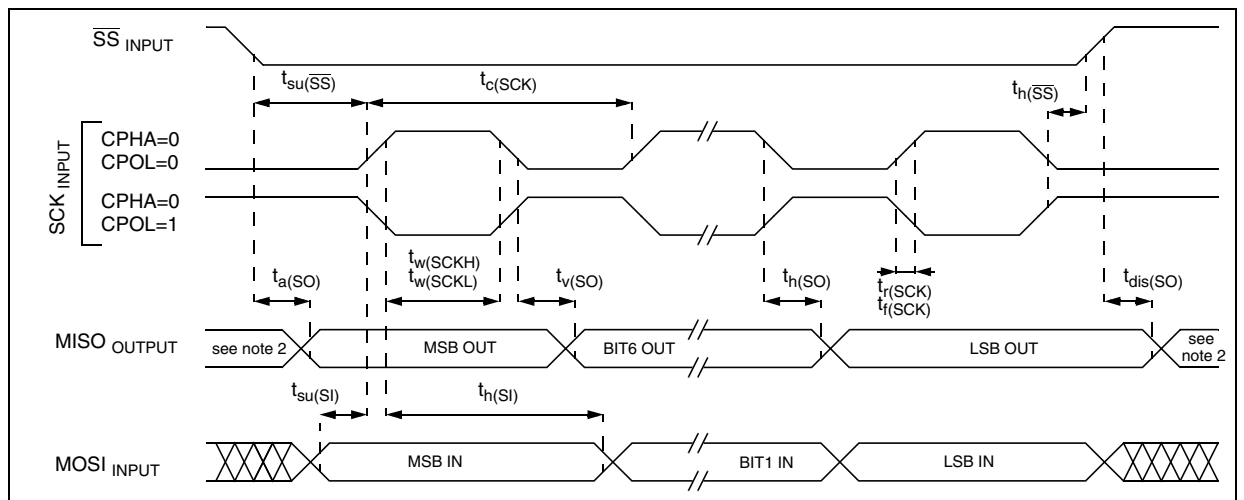 SS INPUT
tsu(SS)
tc(SCK)
th(SS)
SCK INPUT
CPHA=0
CPOL=0
CPHA=0
CPOL=1
ta(SO)
tw(SCKH)
tw(SCKL)
tv(SO)
th(SO)
tr(SCK)
tf(SCK)
tdis(SO)
MISO OUTPUT
see note 2
MSB OUT
BIT6 OUT
LSB OUT
see
note 2
tsu(SI)
th(SI)
MOSI INPUT
MSB IN
BIT1 IN
LSB IN